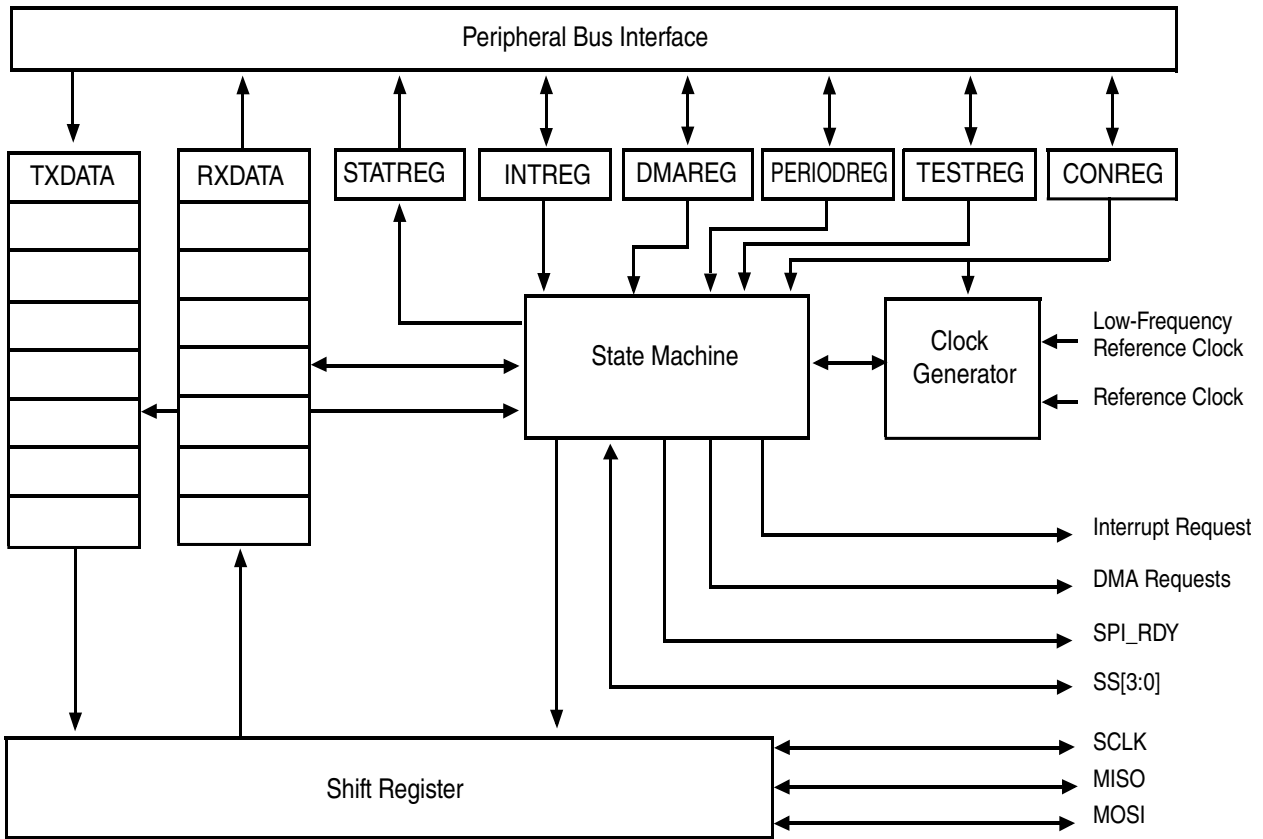 Peripheral Bus Interface
TXDATA
RXDATA
STATREG
INTREG
DMAREG
PERIODREG
TESTREG
CONREG
State Machine
Clock
Generator
Low-Frequency
Reference Clock
Reference Clock
Interrupt Request
DMA Requests
SPI_RDY
SS[3:0]
SCLK
MISO
MOSI
Shift Register